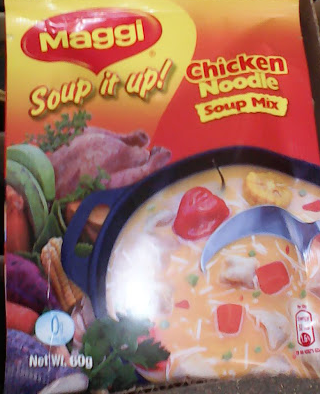 Maggi
Soup it up!
Chicken
Noodle
Soup Mix
Net Wt. 60g